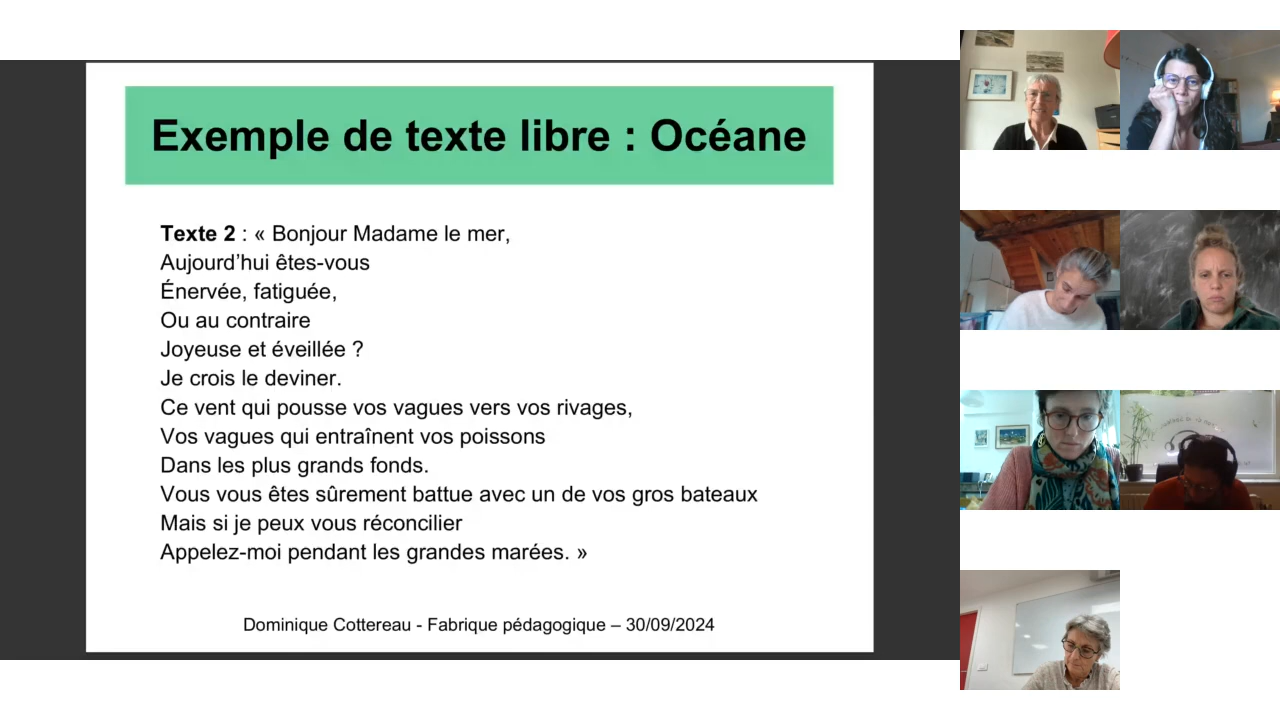 Exemple de texte libre : Océane
Texte 2 : « Bonjour Madame le mer,
Aujourd’hui êtes-vous
Énervée, fatiguée,
Ou au contraire
Joyeuse et éveillée ?
Je crois le deviner.
Ce vent qui pousse vos vagues vers vos rivages,
Vos vagues qui entraînent vos poissons
Dans les plus grands fonds.
Vous vous êtes sûrement battue avec un de vos gros bateaux
Mais si je peux vous réconcilier
Appelez-moi pendant les grandes marées. »
Dominique Cottereau - Fabrique pédagogique – 30/09/2024